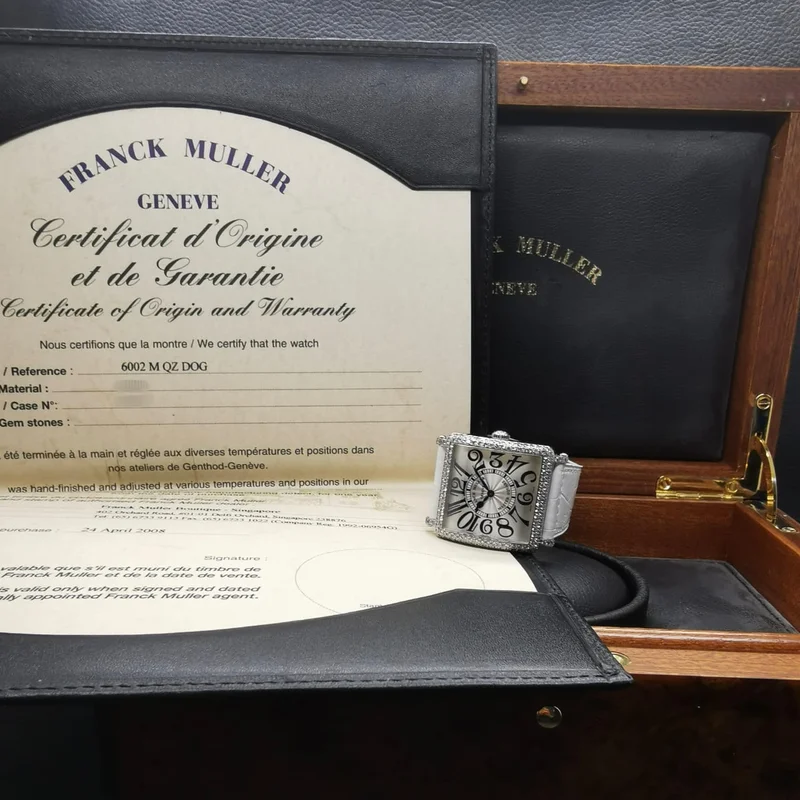 FRANCK MULLER
GENEVE
Certificat d'Origine
et de Garantie
Certificate of Origin and Warranty
Nous certifions que la montre / We certify that the watch
/ Reference : 6002 M QZ DOG
Material :
/ Case N°:
Gem stones :
été terminée à la main et réglée aux diverses températures et positions dans
nos ateliers de Genthod-Genève.
was hand-finished and adjusted at various temperatures and positions in our
Franck Muller Boutique - Singapore
purchase : 24 April 2008
Signature :
valable que s'il est muni du timbre de
Franck Muller et de la date de vente.
is valid only when signed and dated
appointed Franck Muller agent.
K MULLER